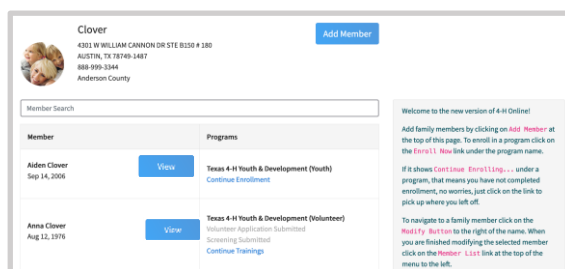 Clover
4301 W WILLIAM CANNON DR STE B150 # 180
AUSTIN, TX 78749-1487
888-999-3344
Anderson County
Add Member
Member Search
Member
Programs
Aiden Clover
Sep 14, 2006
View
Texas 4-H Youth & Development (Youth)
Continue Enrollment
Anna Clover
Aug 12, 1976
View
Texas 4-H Youth & Development (Volunteer)
Volunteer Application Submitted
Screening Submitted
Continue Trainings
Welcome to the new version of 4-H Online!
Add family members by clicking on Add Member at
the top of this page. To enroll in a program click on
the Enroll Now link under the program name.
If it shows Continue Enrolling... under a
program, that means you have not completed
enrollment, no worries, just click on the link to
pick up where you left off.
To navigate to a family member click on the
Modify Button to the right of the name. When
you are finished modifying the selected member
click on the Member List link at the top of the
menu to the left.